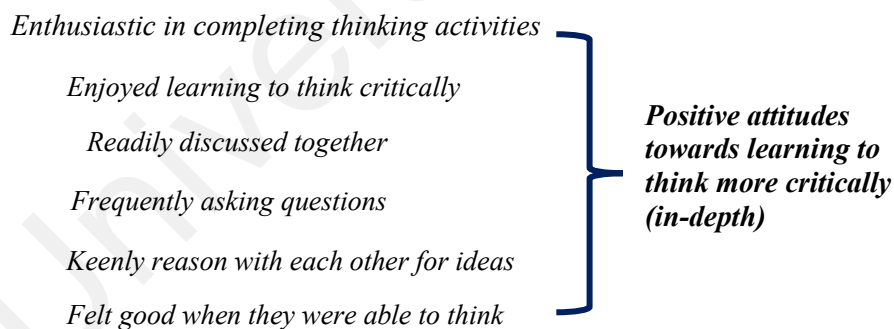 Enthusiastic in completing thinking activities
Enjoyed learning to think critically
Readily discussed together
Frequently asking questions
Keenly reason with each other for ideas
Felt good when they were able to think
Positive attitudes
towards learning to
think more critically
(in-depth)